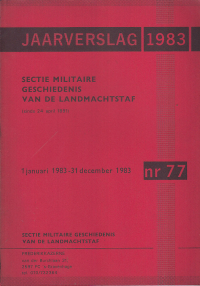 JAARVERSLAG 1983
SECTIE MILITAIRE
GESCHIEDENIS
VAN DE LANDMACHTSTAF
1 januari 1983-31 december 1983
nr 77
SECTIE MILITAIRE GESCHIEDENIS
VAN DE LANDMACHTSTAF